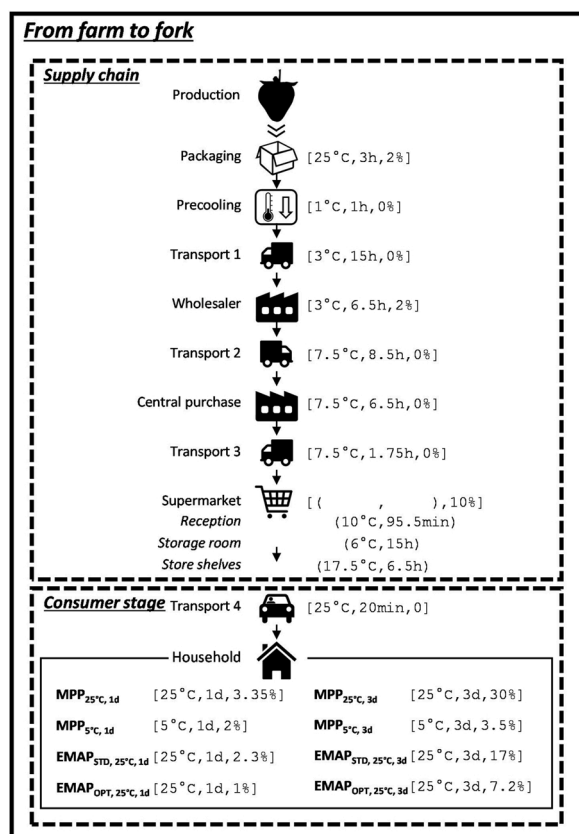 From farm to fork
Supply chain
Production
Packaging [25°C,3h,2%]
Precooling [1°C,1h,0%]
Transport 1 [3°C,15h,0%]
Wholesaler [3°C,6.5h,2%]
Transport 2 [7.5°C,8.5h,0%]
Central purchase [7.5°C,6.5h,0%]
Transport 3 [7.5°C,1.75h,0%]
Supermarket [( , ),10%]
Reception (10°C,95.5min)
Storage room (6°C,15h)
Store shelves (17.5°C,6.5h)
Consumer stage Transport 4 [25°C,20min,0]
Household
MPP25°C, 1d [25°C,1d,3.35%] MPP25°C, 3d [25°C,3d,30%]
MPP5°C, 1d [5°C,1d,2%] MPP5°C, 3d [5°C,3d,3.5%]
EMAPSTD, 25°C, 1d [25°C,1d,2.3%] EMAPSTD, 25°C, 3d [25°C,3d,17%]
EMAPOPT, 25°C, 1d [25°C,1d,1%] EMAPOPT, 25°C, 3d [25°C,3d,7.2%]